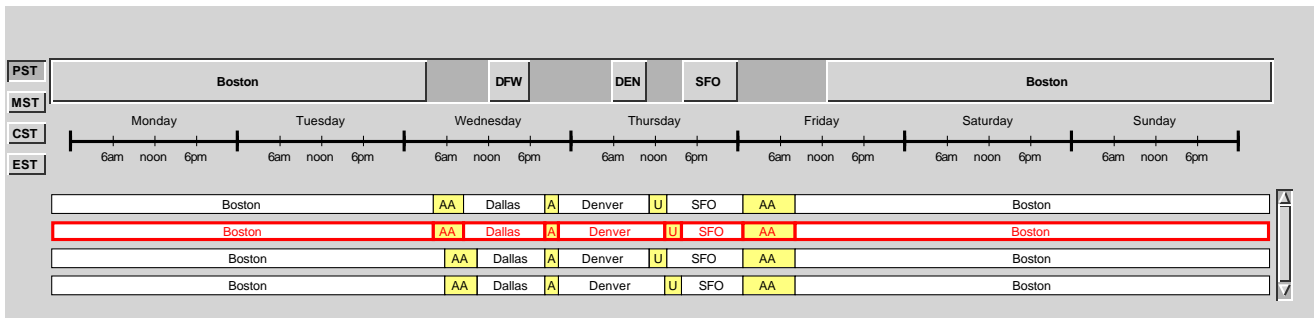 PST
Boston DFW DEN SFO Boston
MST
Monday Tuesday Wednesday Thursday Friday Saturday Sunday
CST
6am noon 6pm 6am noon 6pm 6am noon 6pm 6am noon 6pm 6am noon 6pm 6am noon 6pm 6am noon 6pm
EST
Boston AA Dallas A Denver U SFO AA Boston
Boston AA Dallas A Denver U SFO AA Boston
Boston AA Dallas A Denver U SFO AA Boston
Boston AA Dallas A Denver U SFO AA Boston